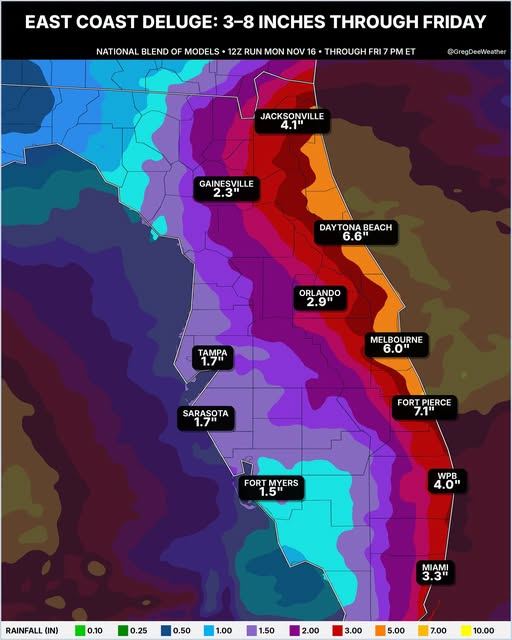 EAST COAST DELUGE: 3–8 INCHES THROUGH FRIDAY
NATIONAL BLEND OF MODELS • 12Z RUN MON NOV 16 • THROUGH FRI 7 PM ET
@GregDeeWeather
JACKSONVILLE
4.1"
GAINESVILLE
2.3"
DAYTONA BEACH
6.6"
ORLANDO
2.9"
MELBOURNE
6.0"
TAMPA
1.7"
FORT PIERCE
7.1"
SARASOTA
1.7"
WPB
4.0"
FORT MYERS
1.5"
MIAMI
3.3"
RAINFALL (IN) 0.10 0.25 0.50 1.00 1.50 2.00 3.00 5.00 7.00 10.00